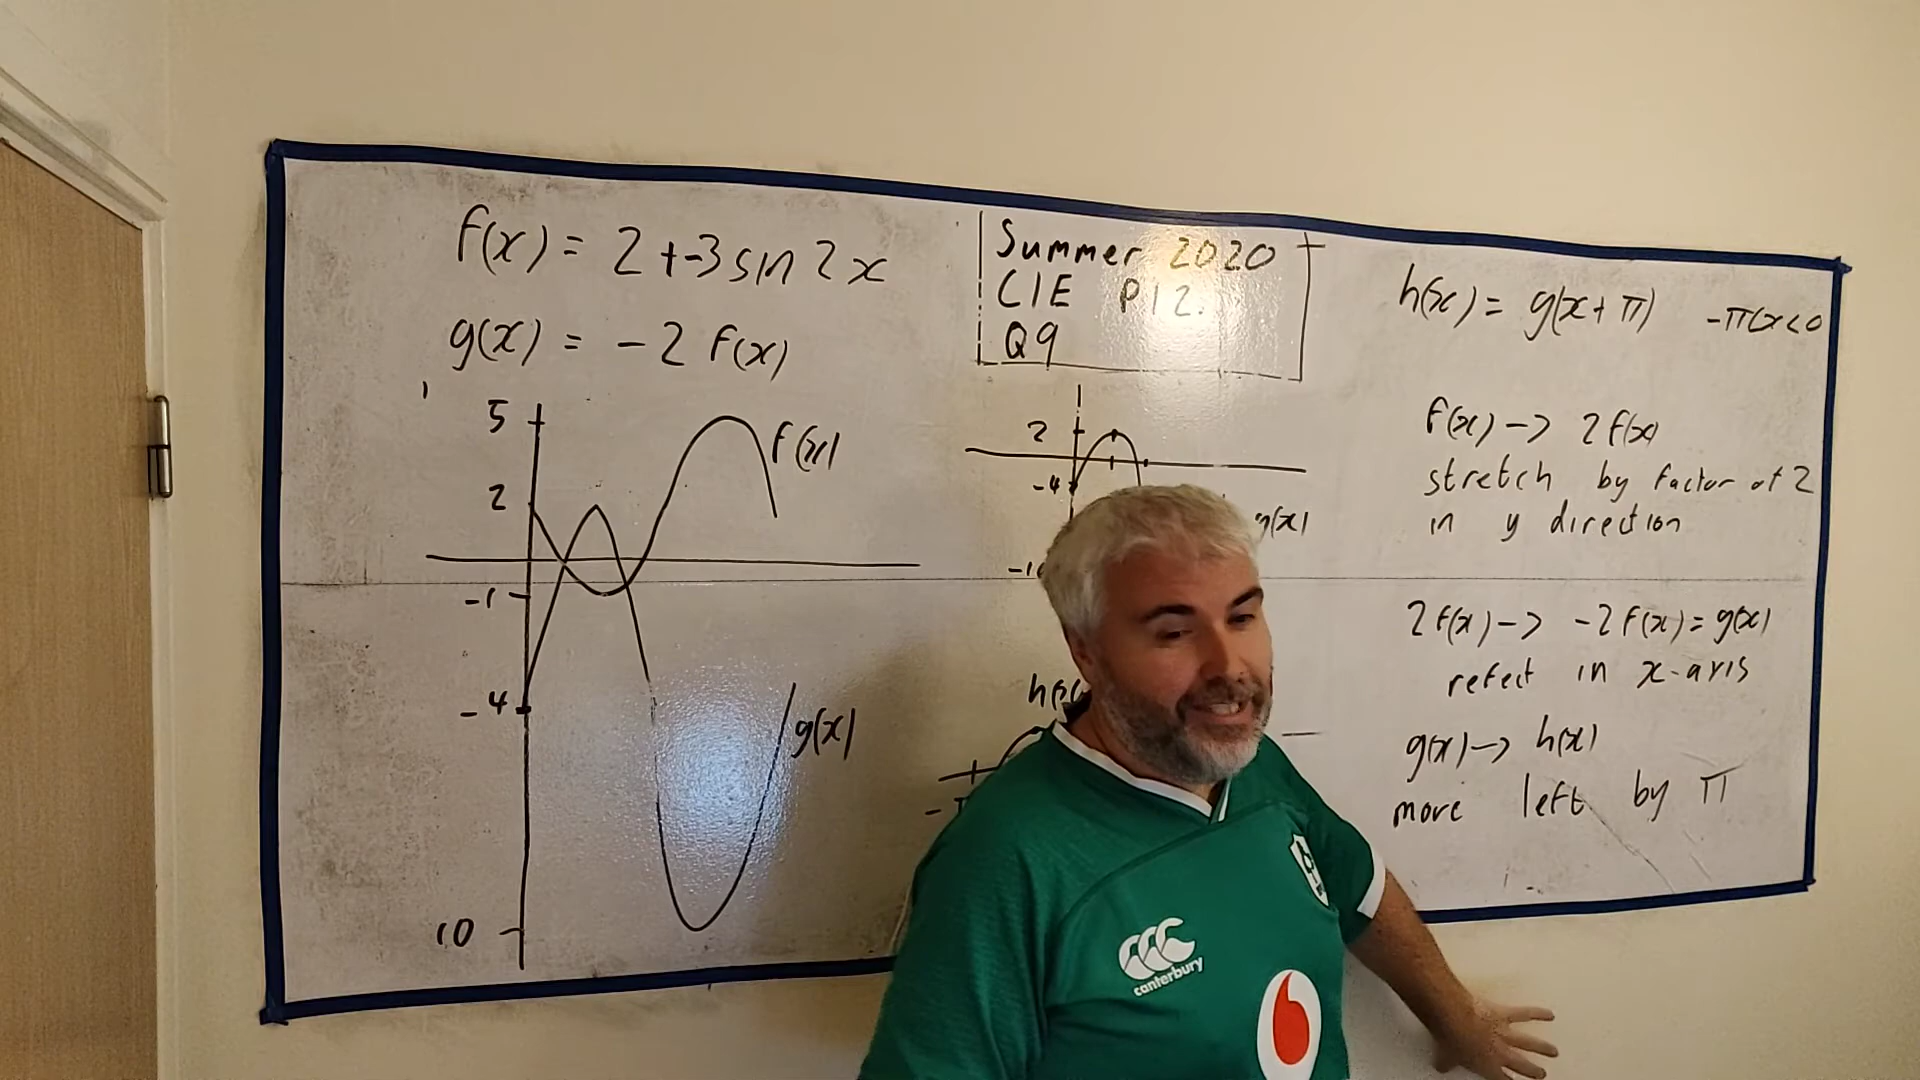 f(x) = 2 + -3 sin 2x
g(x) = -2 f(x)
5
f(x)
2
-1
-4
g(x)
10
Summer 2020
CIE P12.
Q9
2
-4
g(x)
h(x) = g(x + π) -π<x<0
f(x) -> 2f(x)
stretch by factor of 2
in y direction
2f(x) -> -2f(x) = g(x)
refect in x-axis
g(x) -> h(x)
more left by π
canterbury